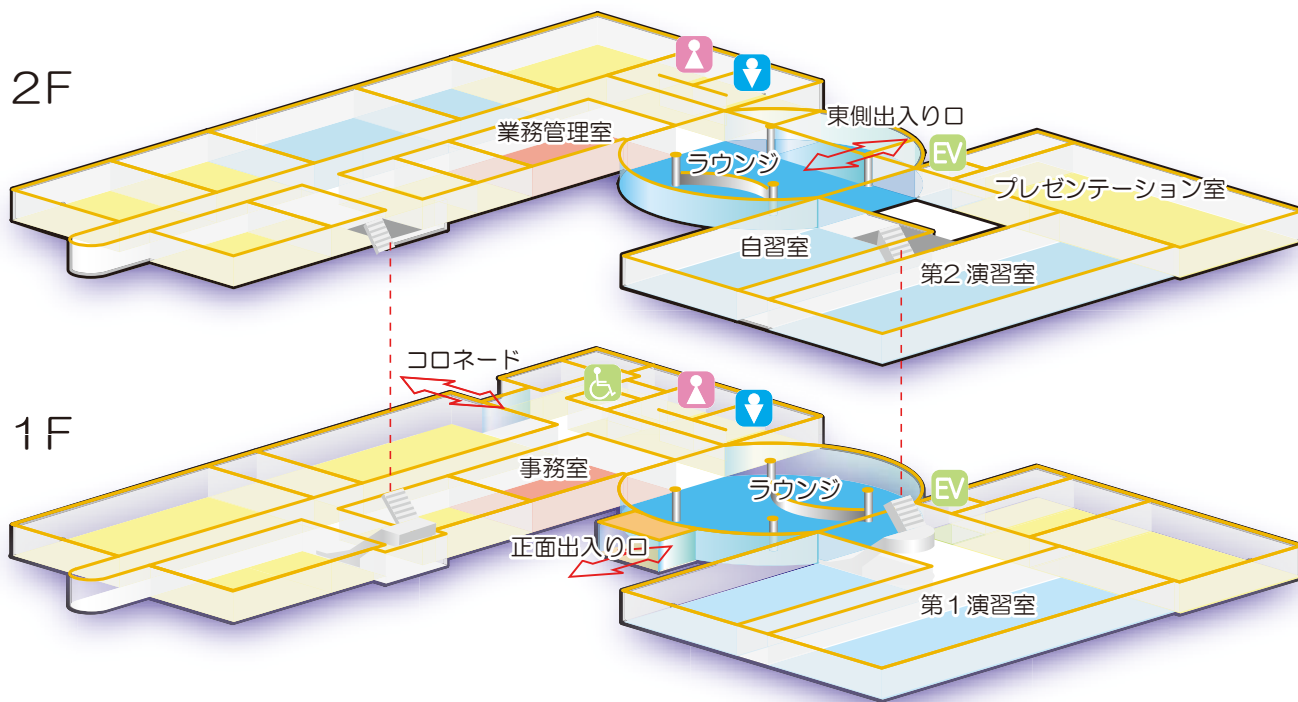 2F
東側出入り口
業務管理室
ラウンジ
EV
プレゼンテーション室
自習室
第2演習室
コロネード
1F
事務室
ラウンジ
EV
正面出入り口
第1演習室